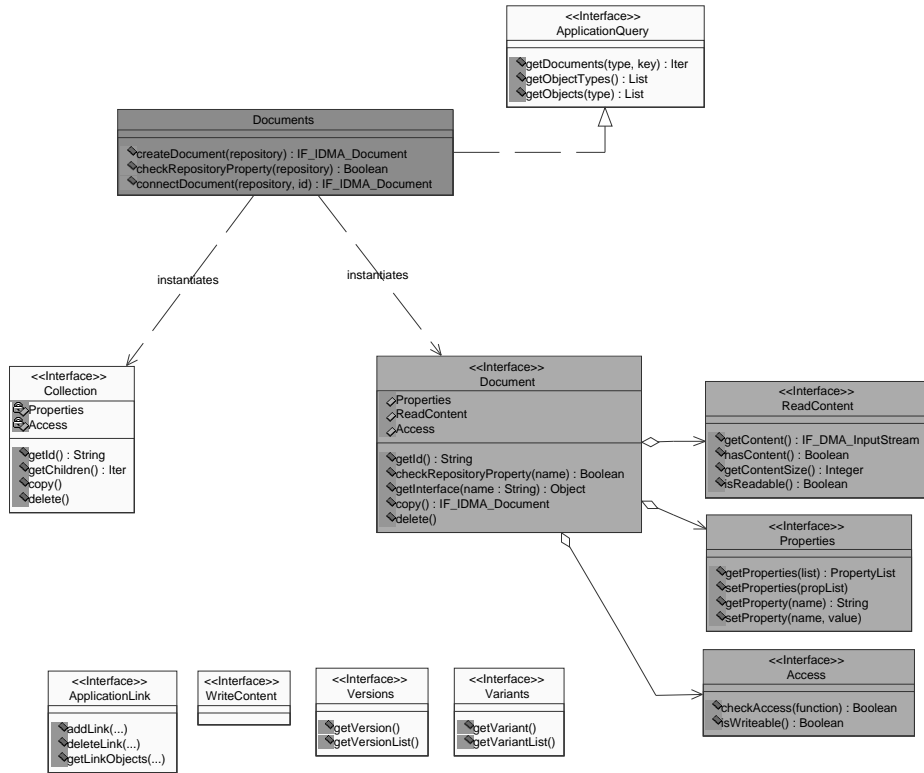 <<Interface>>
ApplicationQuery
getDocuments(type, key) : Iter
getObjectTypes() : List
getObjects(type) : List
Documents
createDocument(repository) : IF_IDMA_Document
checkRepositoryProperty(repository) : Boolean
connectDocument(repository, id) : IF_IDMA_Document
instantiates
instantiates
<<Interface>>
Collection
Properties
Access
getId() : String
getChildren() : Iter
copy()
delete()
<<Interface>>
Document
Properties
ReadContent
Access
getId() : String
checkRepositoryProperty(name) : Boolean
getInterface(name : String) : Object
copy() : IF_IDMA_Document
delete()
<<Interface>>
ReadContent
getContent() : IF_DMA_InputStream
hasContent() : Boolean
getContentSize() : Integer
isReadable() : Boolean
<<Interface>>
Properties
getProperties(list) : PropertyList
setProperties(propList)
getProperty(name) : String
setProperty(name, value)
<<Interface>>
Access
checkAccess(function) : Boolean
isWriteable() : Boolean
<<Interface>>
ApplicationLink
addLink(...)
deleteLink(...)
getLinkObjects(...)
<<Interface>>
WriteContent
<<Interface>>
Versions
getVersion()
getVersionList()
<<Interface>>
Variants
getVariant()
getVariantList()